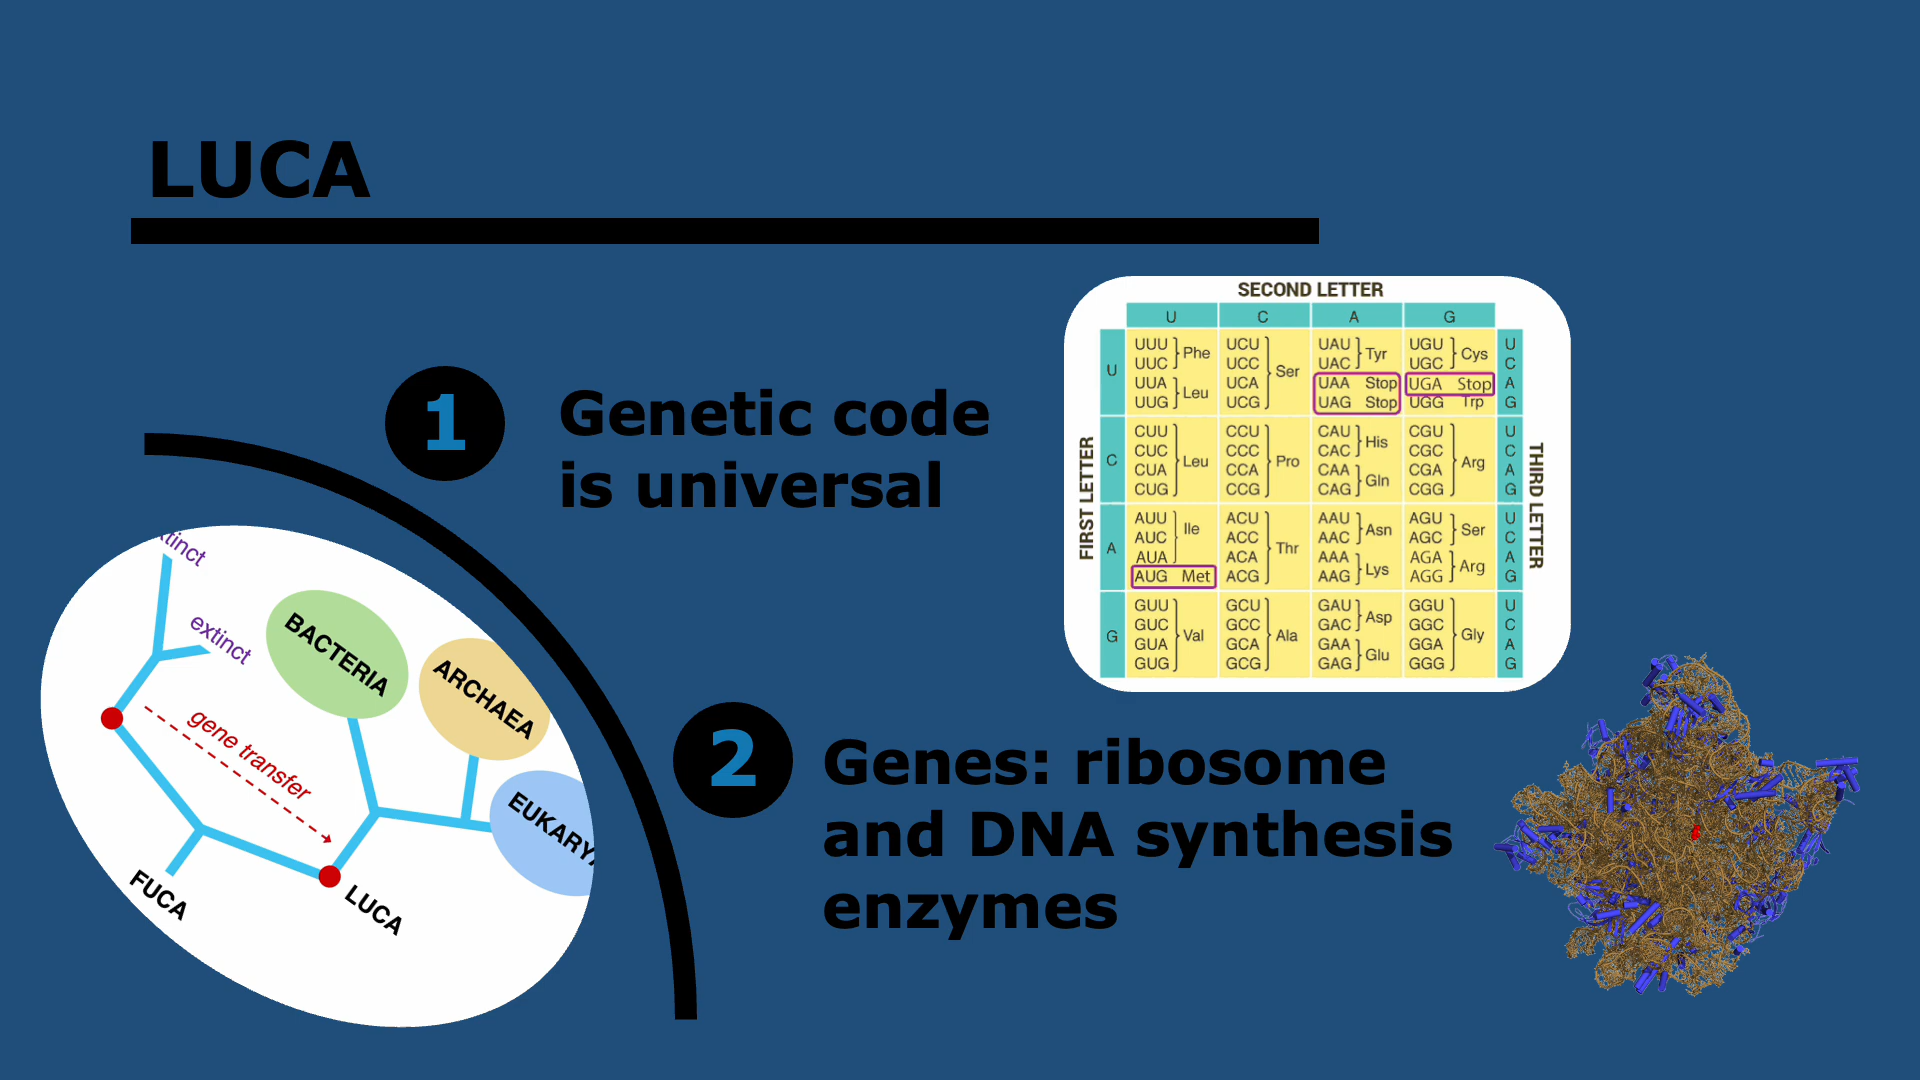 LUCA
1
Genetic code
is universal
SECOND LETTER
U C A G
FIRST LETTER
THIRD LETTER
U
UUU UUC Phe
UUA UUG Leu
UCU UCC UCA UCG Ser
UAU UAC Tyr
UAA Stop
UAG Stop
UGU UGC Cys
UGA Stop
UGG Trp
U C A G
C
CUU CUC CUA CUG Leu
CCU CCC CCA CCG Pro
CAU CAC His
CAA CAG Gln
CGU CGC CGA CGG Arg
U C A G
A
AUU AUC AUA Ile
AUG Met
ACU ACC ACA ACG Thr
AAU AAC Asn
AAA AAG Lys
AGU AGC Ser
AGA AGG Arg
U C A G
G
GUU GUC GUA GUG Val
GCU GCC GCA GCG Ala
GAU GAC Asp
GAA GAG Glu
GGU GGC GGA GGG Gly
U C A G
tinct
extinct
BACTERIA
ARCHAEA
EUKARY
gene transfer
FUCA
LUCA
2
Genes: ribosome
and DNA synthesis
enzymes